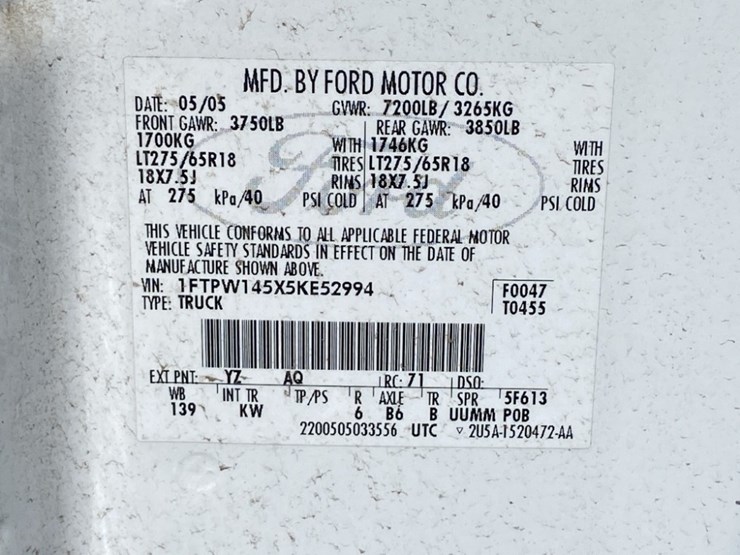 MFD. BY FORD MOTOR CO.
DATE: 05/05 GVWR: 7200LB/ 3265KG
FRONT GAWR: 3750LB REAR GAWR: 3850LB
1700KG WITH 1746KG WITH
LT275/65R18 TIRES LT275/65R18 TIRES
18X7.5J RIMS 18X7.5J RIMS
AT 275 kPa/40 PSI COLD AT 275 kPa/40 PSI COLD
Ford
THIS VEHICLE CONFORMS TO ALL APPLICABLE FEDERAL MOTOR
VEHICLE SAFETY STANDARDS IN EFFECT ON THE DATE OF
MANUFACTURE SHOWN ABOVE.
VIN: 1FTPW145X5KE52994 F0047
TYPE: TRUCK T0455
EXT PNT: YZ AQ RC: 71 DSO:
WB INT TR TP/PS R AXLE TR SPR 5F613
139 KW 6 B6 B UUMM POB
2200505033556 UTC ▽ 2U5A-1520472-AA